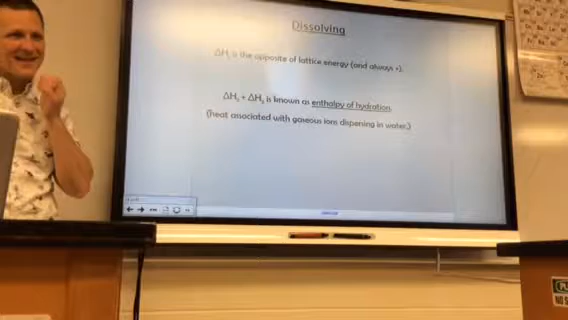 Dissolving
ΔH₁ is the opposite of lattice energy (and always +).
ΔH₂ + ΔH₃ is known as enthalpy of hydration.
(heat associated with gaseous ions dispersing in water.)
NO